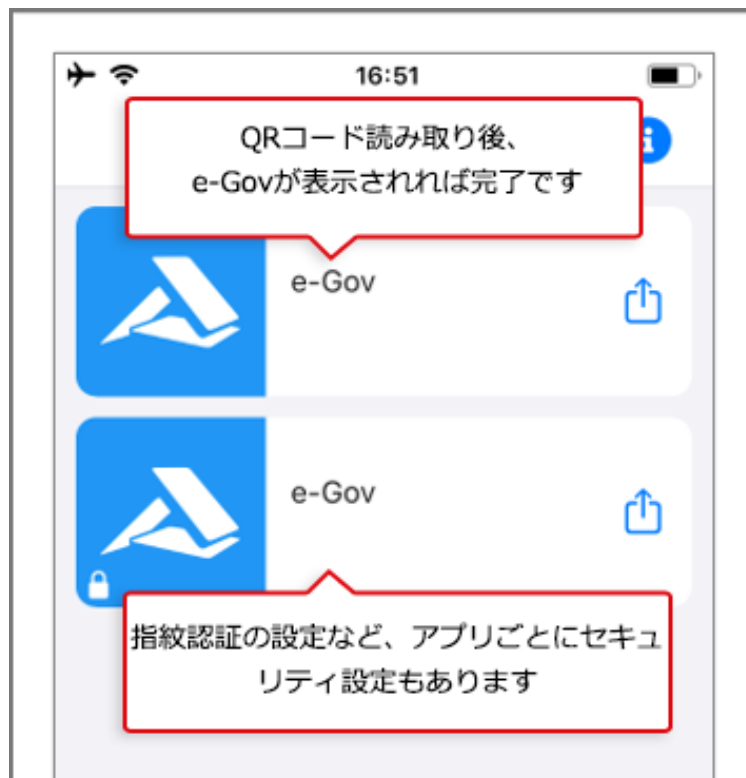 16:51
QRコード読み取り後、
e-Govが表示されれば完了です
e-Gov
e-Gov
指紋認証の設定など、アプリごとにセキュ
リティ設定もあります